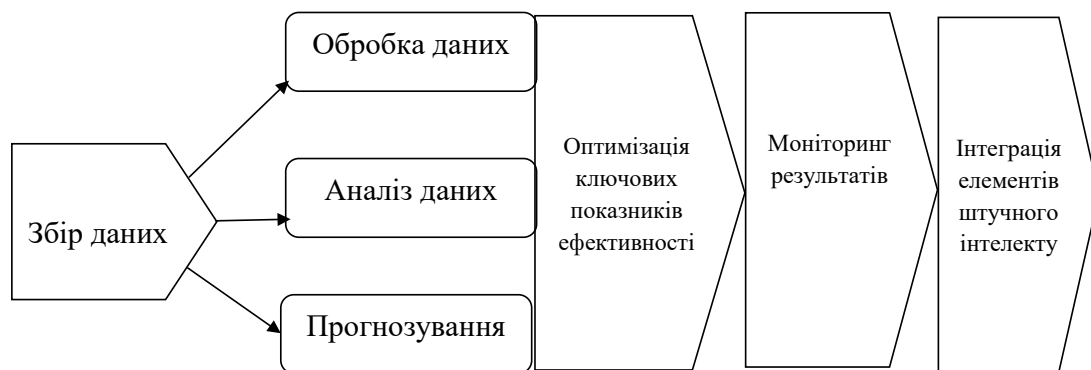 Збір даних
Обробка даних
Аналіз даних
Прогнозування
Оптимізація
ключових
показників
ефективності
Моніторинг
результатів
Інтеграція
елементів
штучного
інтелекту